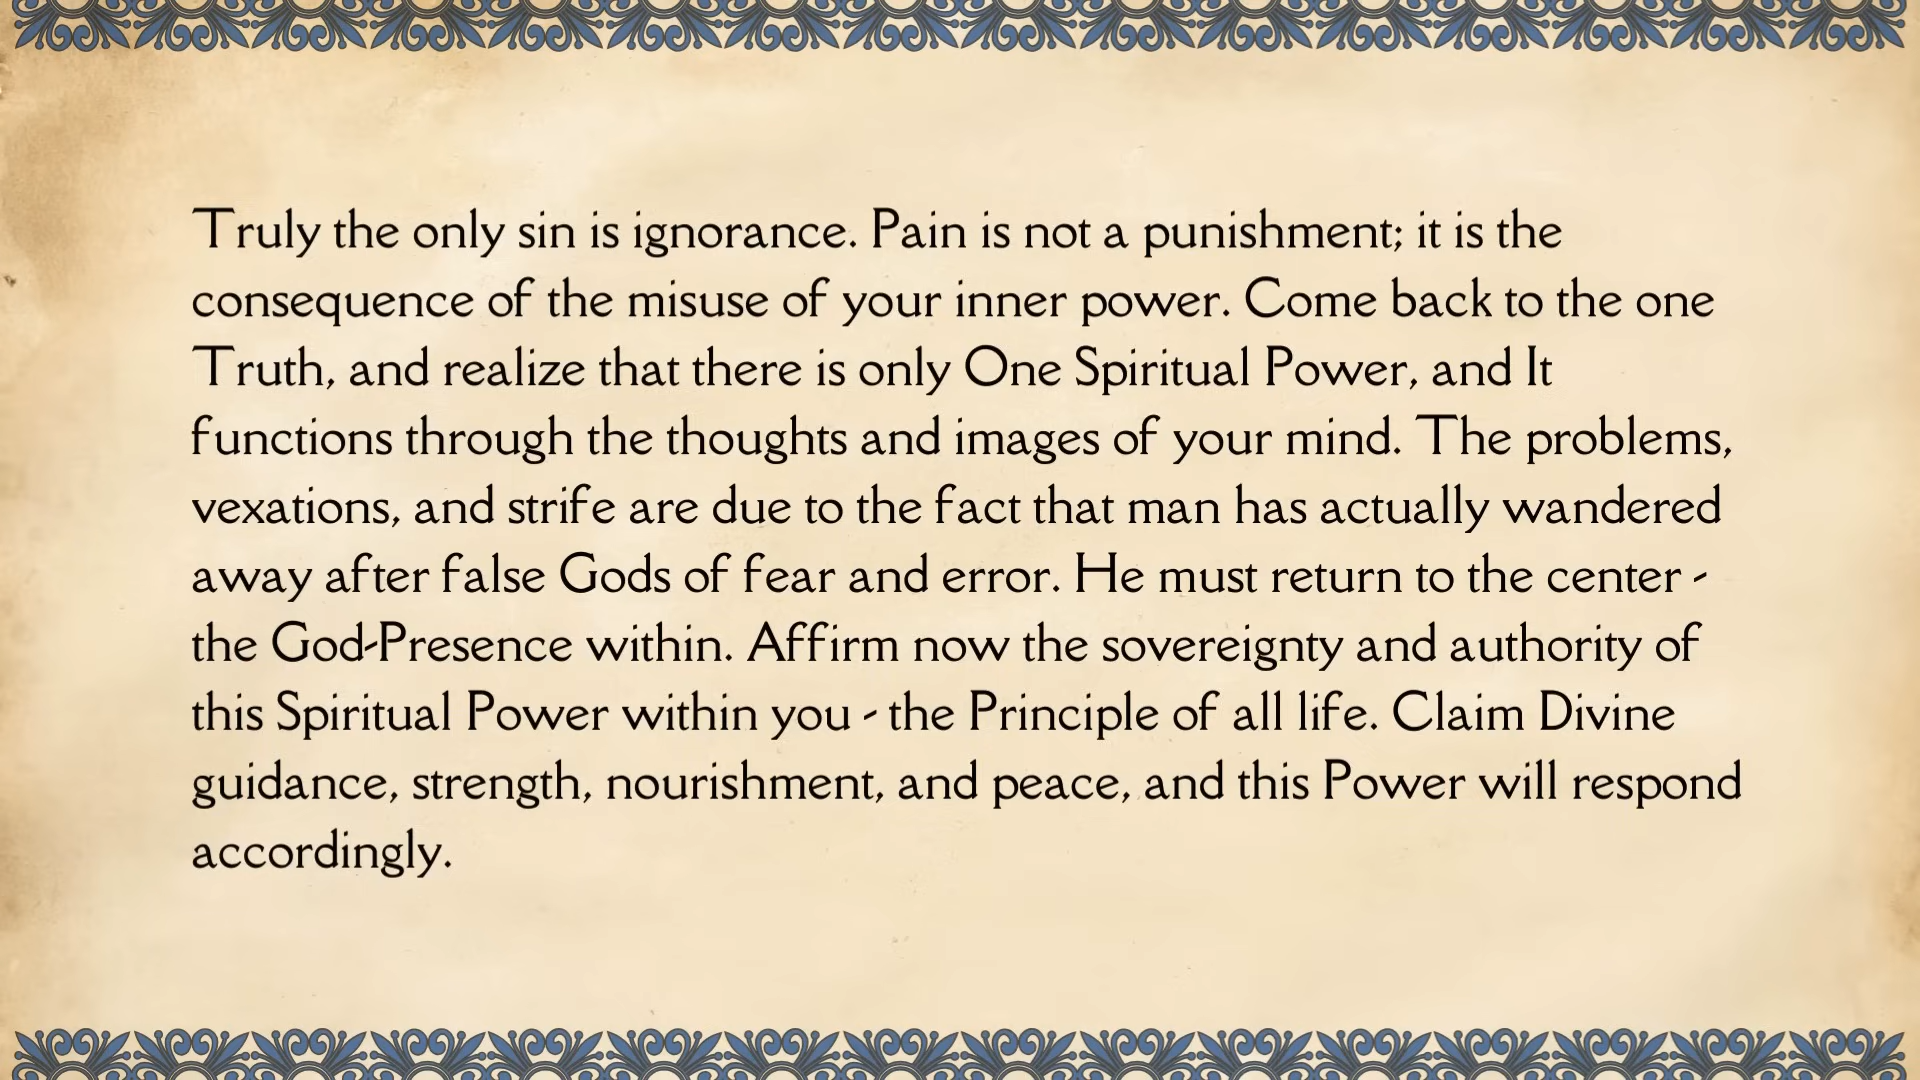 Truly the only sin is ignorance. Pain is not a punishment; it is the
consequence of the misuse of your inner power. Come back to the one
Truth, and realize that there is only One Spiritual Power, and It
functions through the thoughts and images of your mind. The problems,
vexations, and strife are due to the fact that man has actually wandered
away after false Gods of fear and error. He must return to the center -
the God-Presence within. Affirm now the sovereignty and authority of
this Spiritual Power within you - the Principle of all life. Claim Divine
guidance, strength, nourishment, and peace, and this Power will respond
accordingly.